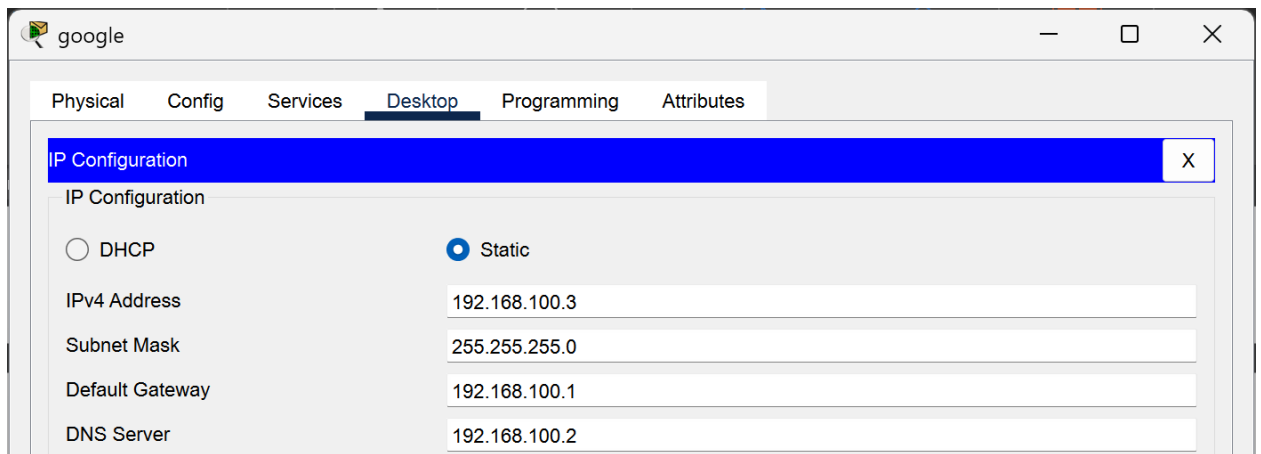 google
Physical Config Services Desktop Programming Attributes
IP Configuration X
IP Configuration
DHCP Static
IPv4 Address 192.168.100.3
Subnet Mask 255.255.255.0
Default Gateway 192.168.100.1
DNS Server 192.168.100.2